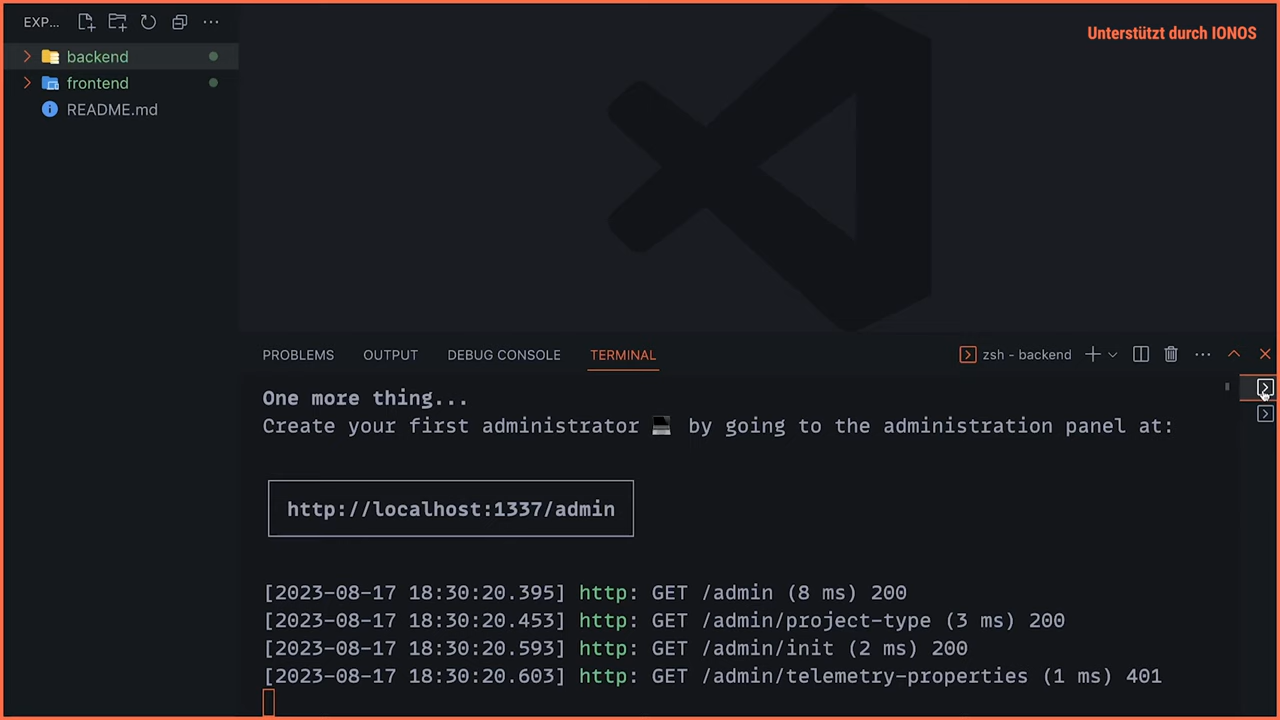 EXP...
Unterstützt durch IONOS
backend
frontend
README.md
PROBLEMS OUTPUT DEBUG CONSOLE TERMINAL
zsh - backend
One more thing...
Create your first administrator 💻 by going to the administration panel at:
http://localhost:1337/admin
[2023-08-17 18:30:20.395] http: GET /admin (8 ms) 200
[2023-08-17 18:30:20.453] http: GET /admin/project-type (3 ms) 200
[2023-08-17 18:30:20.593] http: GET /admin/init (2 ms) 200
[2023-08-17 18:30:20.603] http: GET /admin/telemetry-properties (1 ms) 401